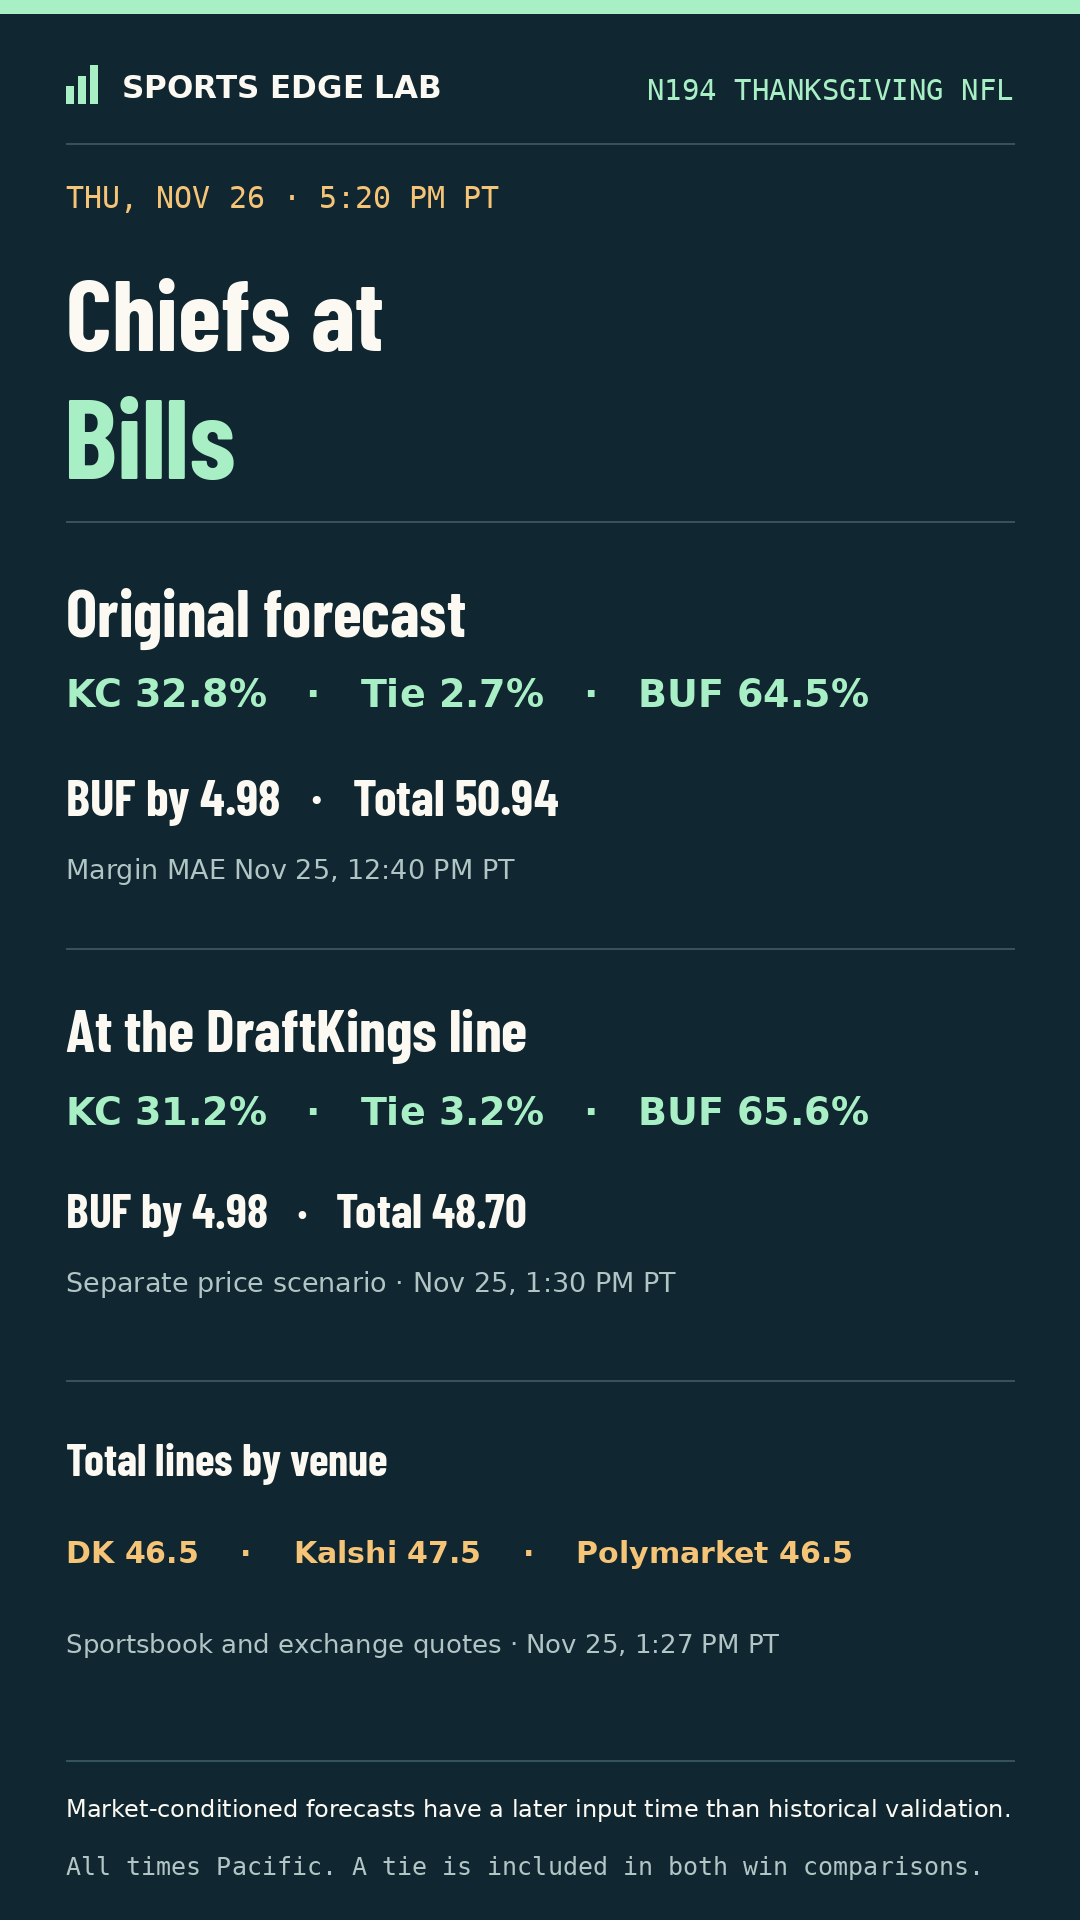 SPORTS EDGE LAB
N194 THANKSGIVING NFL
THU, NOV 26 · 5:20 PM PT
Chiefs at
Bills
Original forecast
KC 32.8% · Tie 2.7% · BUF 64.5%
BUF by 4.98 · Total 50.94
Margin MAE Nov 25, 12:40 PM PT
At the DraftKings line
KC 31.2% · Tie 3.2% · BUF 65.6%
BUF by 4.98 · Total 48.70
Separate price scenario · Nov 25, 1:30 PM PT
Total lines by venue
DK 46.5 · Kalshi 47.5 · Polymarket 46.5
Sportsbook and exchange quotes · Nov 25, 1:27 PM PT
Market-conditioned forecasts have a later input time than historical validation.
All times Pacific. A tie is included in both win comparisons.